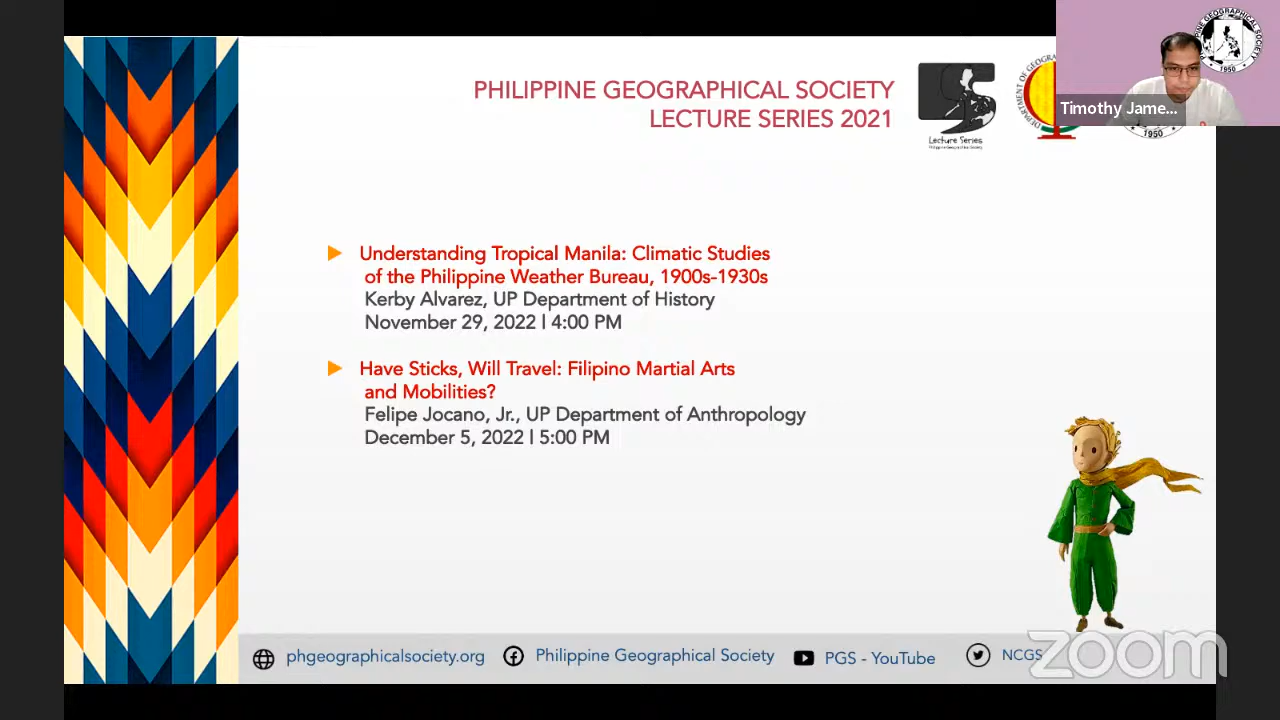 PHILIPPINE GEOGRAPHICAL SOCIETY
LECTURE SERIES 2021
Lecture Series
Timothy Jame...
1950
1950
Understanding Tropical Manila: Climatic Studies
of the Philippine Weather Bureau, 1900s-1930s
Kerby Alvarez, UP Department of History
November 29, 2022 | 4:00 PM
Have Sticks, Will Travel: Filipino Martial Arts
and Mobilities?
Felipe Jocano, Jr., UP Department of Anthropology
December 5, 2022 | 5:00 PM
phgeographicalsociety.org
Philippine Geographical Society
PGS - YouTube
NCGS
zoom